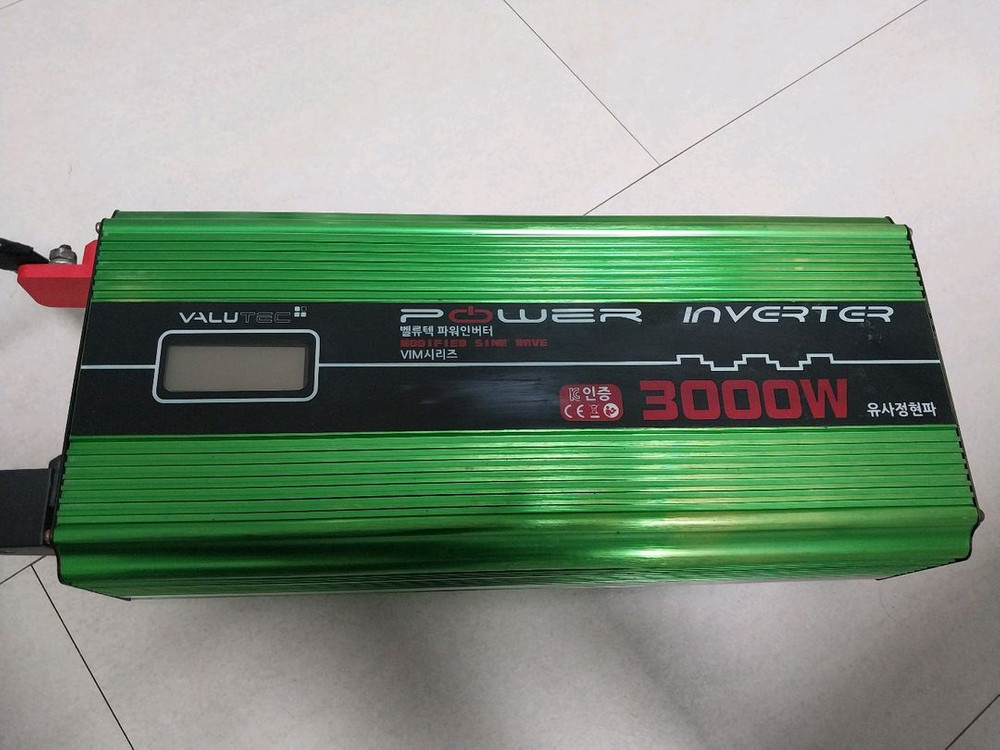 VALUTEC
POWER INVERTER
벨류텍 파워인버터
MODIFIED SINE WAVE
VIM시리즈
K인증
CE
3000W
유사정현파